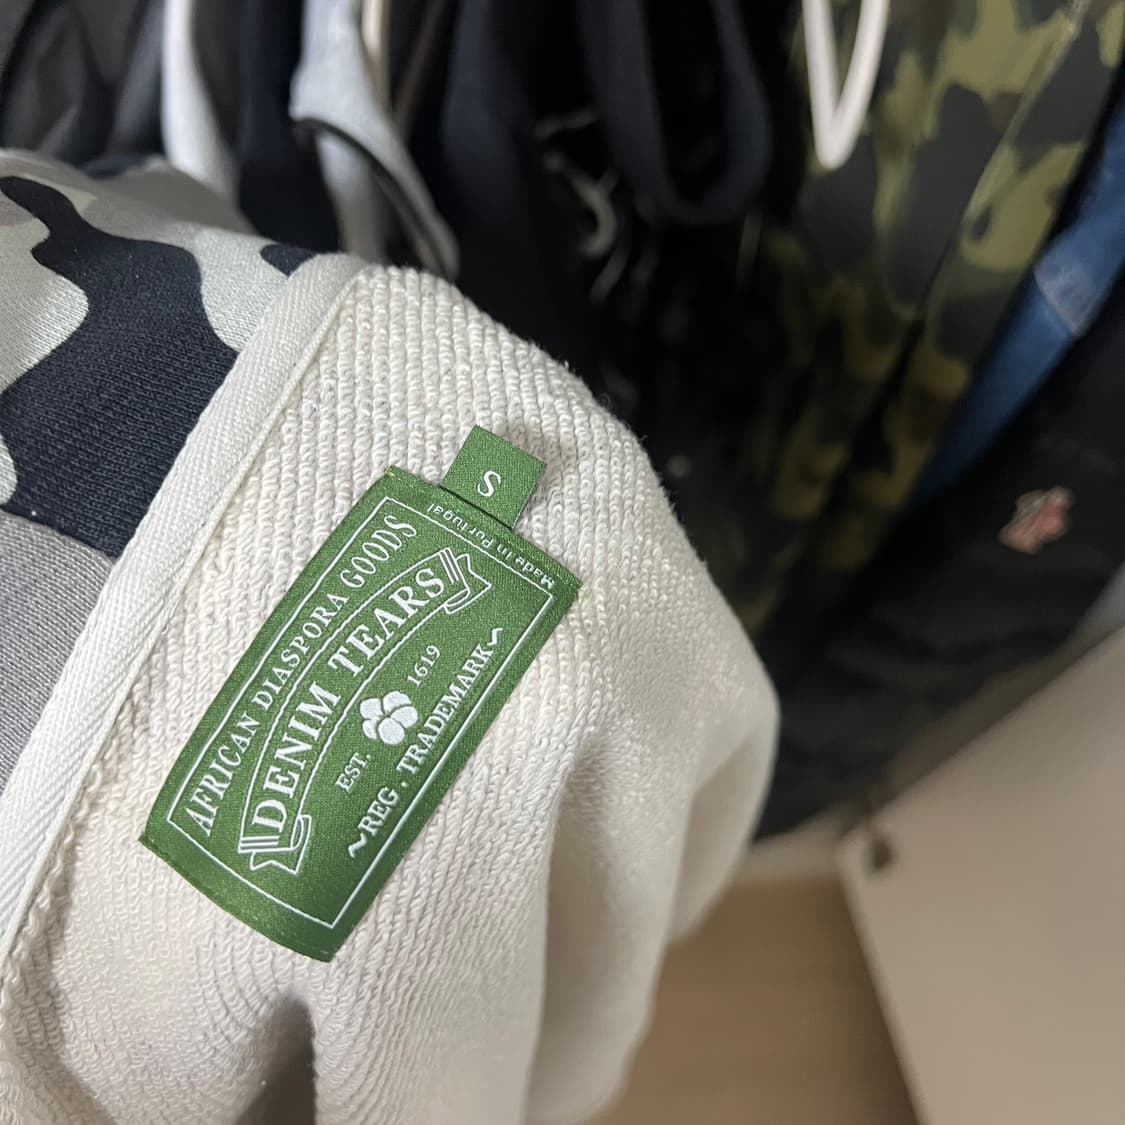 S
Made in Portugal
AFRICAN DIASPORA GOODS
DENIM TEARS
EST. 1619
~REG. TRADEMARK~